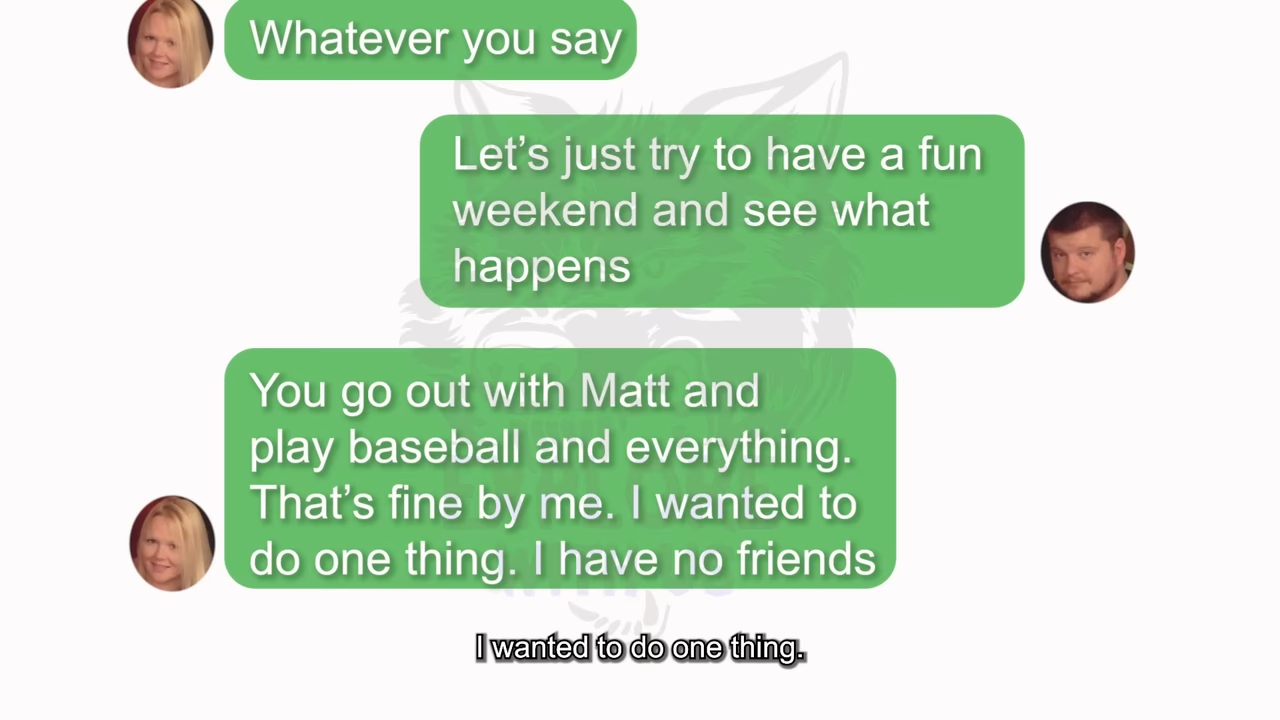 Whatever you say
Let’s just try to have a fun
weekend and see what
happens
You go out with Matt and
play baseball and everything.
That’s fine by me. I wanted to
do one thing. I have no friends
I wanted to do one thing.